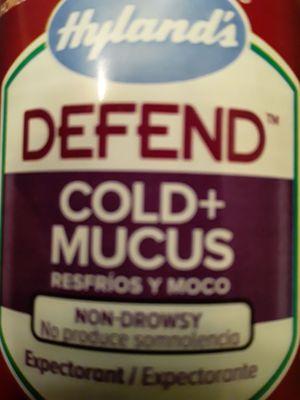 Hyland's
DEFEND™
COLD+
MUCUS
RESFRÍOS Y MOCO
NON-DROWSY
No produce somnolencia
Expectorant / Expectorante